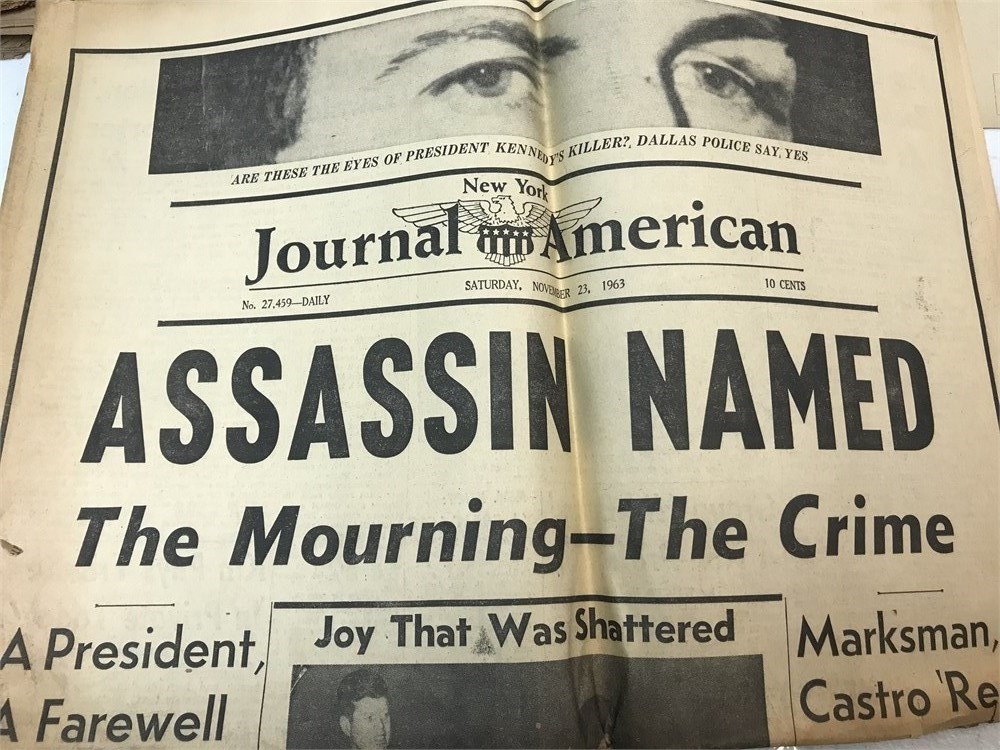 ARE THESE THE EYES OF PRESIDENT KENNEDY'S KILLER?, DALLAS POLICE SAY, YES
New York
Journal American
No. 27,459—DAILY
SATURDAY, NOVEMBER 23, 1963
10 CENTS
ASSASSIN NAMED
The Mourning—The Crime
A President,
A Farewell
Joy That Was Shattered
Marksman,
Castro 'Re